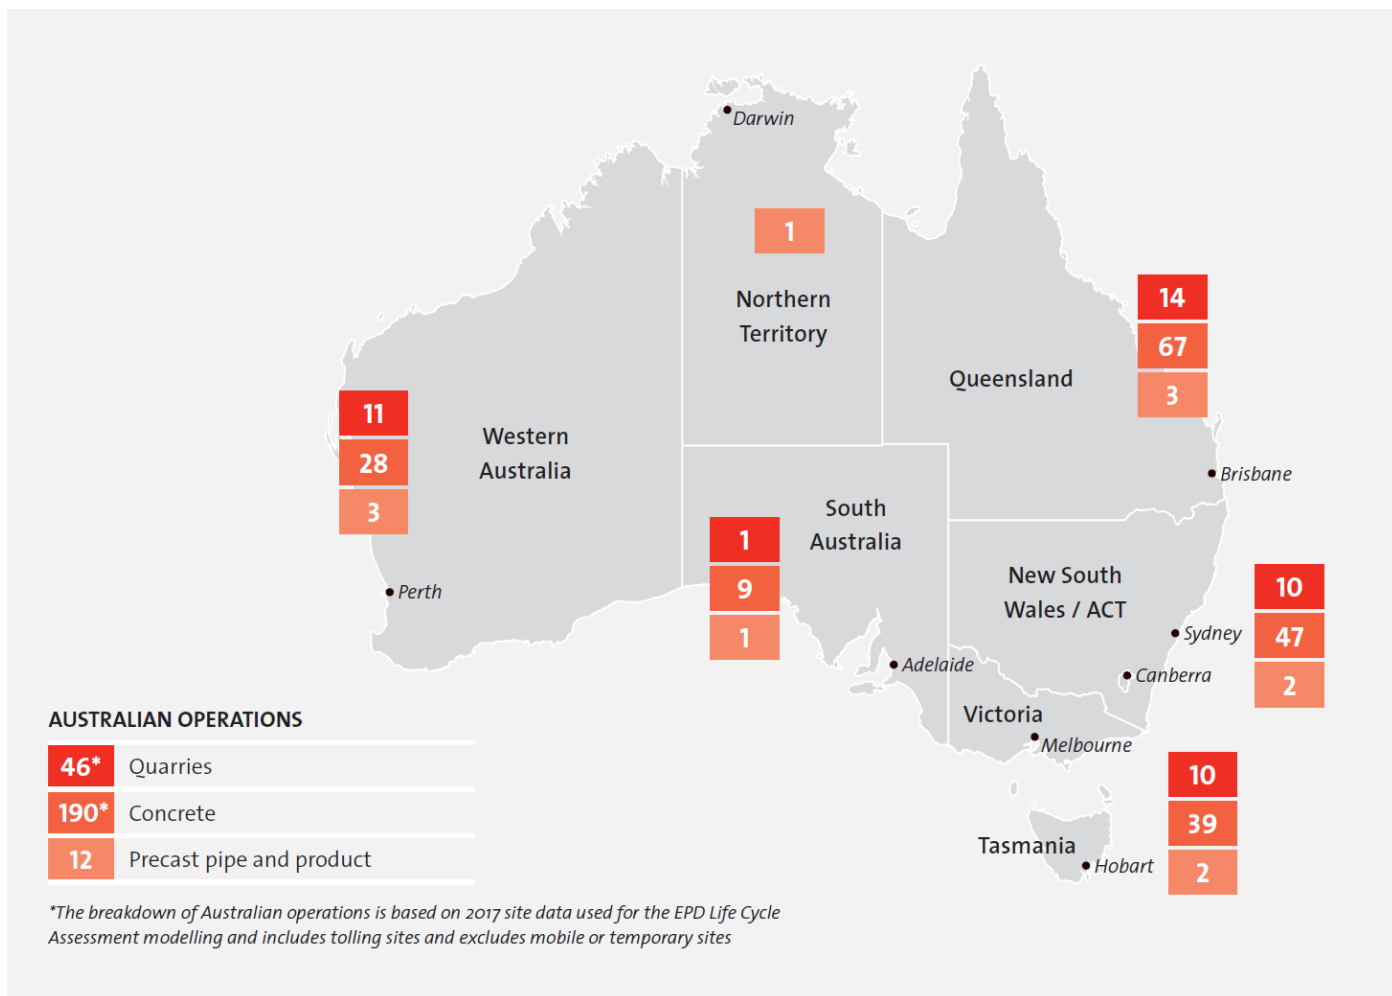 Darwin
1
Northern
Territory
14
67
3
Queensland
11
28
3
Western
Australia
Brisbane
South
Australia
1
9
1
New South
Wales / ACT
10
47
2
Perth
Sydney
Adelaide
Canberra
Victoria
Melbourne
10
39
2
Tasmania
Hobart
AUSTRALIAN OPERATIONS
46* Quarries
190* Concrete
12 Precast pipe and product
*The breakdown of Australian operations is based on 2017 site data used for the EPD Life Cycle
Assessment modelling and includes tolling sites and excludes mobile or temporary sites